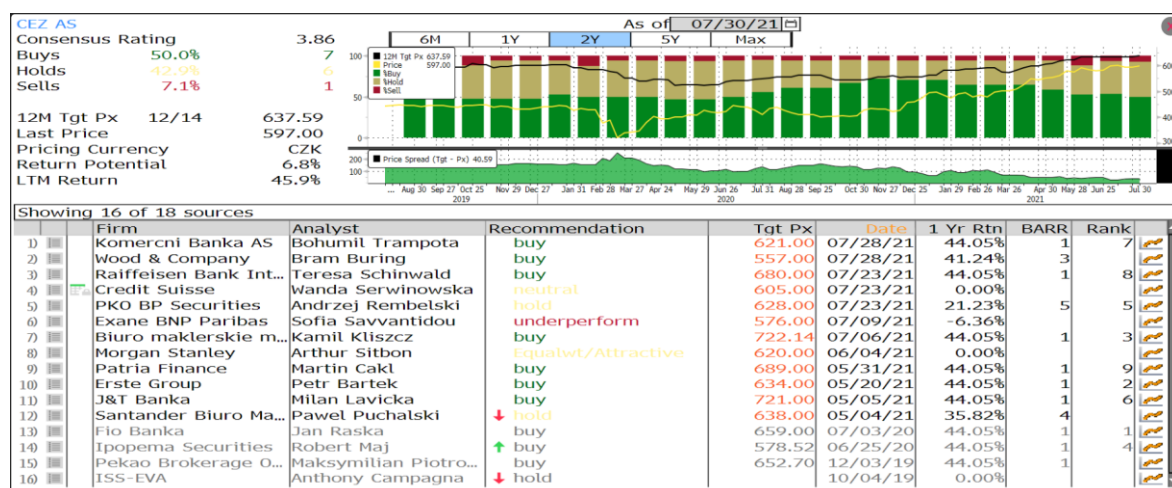 CEZ AS
As of 07/30/21
Consensus Rating 3.86
6M 1Y 2Y 5Y Max
Buys 50.0% 7
Holds 42.9% 6
Sells 7.1% 1
12M Tgt Px 12/14 637.59
Last Price 597.00
Pricing Currency CZK
Return Potential 6.8%
LTM Return 45.9%
100
50
0
12M Tgt Px 637.59
Price 597.00
%Buy
%Hold
%Sell
600
500
400
300
200
100
Price Spread (Tgt - Px) 40.59
... Aug 30 Sep 27 Oct 25 Nov 29 Dec 27 Jan 31 Feb 28 Mar 27 Apr 24 May 29 Jun 26 Jul 31 Aug 28 Sep 25 Oct 30 Nov 27 Dec 25 Jan 29 Feb 26 Mar 26 Apr 30 May 28 Jun 25 Jul 30
2019 2020 2021
Showing 16 of 18 sources
Firm Analyst Recommendation Tgt Px Date 1 Yr Rtn BARR Rank
1) Komercni Banka AS Bohumil Trampota buy 621.00 07/28/21 44.05% 1 7
2) Wood & Company Bram Buring buy 557.00 07/28/21 41.24% 3
3) Raiffeisen Bank Int... Teresa Schinwald buy 680.00 07/23/21 44.05% 1 8
4) Credit Suisse Wanda Serwinowska neutral 605.00 07/23/21 0.00%
5) PKO BP Securities Andrzej Rembelski hold 628.00 07/23/21 21.23% 5 5
6) Exane BNP Paribas Sofia Savvantidou underperform 576.00 07/09/21 -6.36%
7) Biuro maklerskie m... Kamil Kliszcz buy 722.14 07/06/21 44.05% 1 3
8) Morgan Stanley Arthur Sitbon Equalwt/Attractive 620.00 06/04/21 0.00%
9) Patria Finance Martin Cakl buy 689.00 05/31/21 44.05% 1 9
10) Erste Group Petr Bartek buy 634.00 05/20/21 44.05% 1 2
11) J&T Banka Milan Lavicka buy 721.00 05/05/21 44.05% 1 6
12) Santander Biuro Ma... Pawel Puchalski hold 638.00 05/04/21 35.82% 4
13) Fio Banka Jan Raska buy 659.00 07/03/20 44.05% 1 1
14) Ipopema Securities Robert Maj buy 578.52 06/25/20 44.05% 1 4
15) Pekao Brokerage O... Maksymilian Piotro... buy 652.70 12/03/19 44.05% 1
16) ISS-EVA Anthony Campagna hold 10/04/19 0.00%